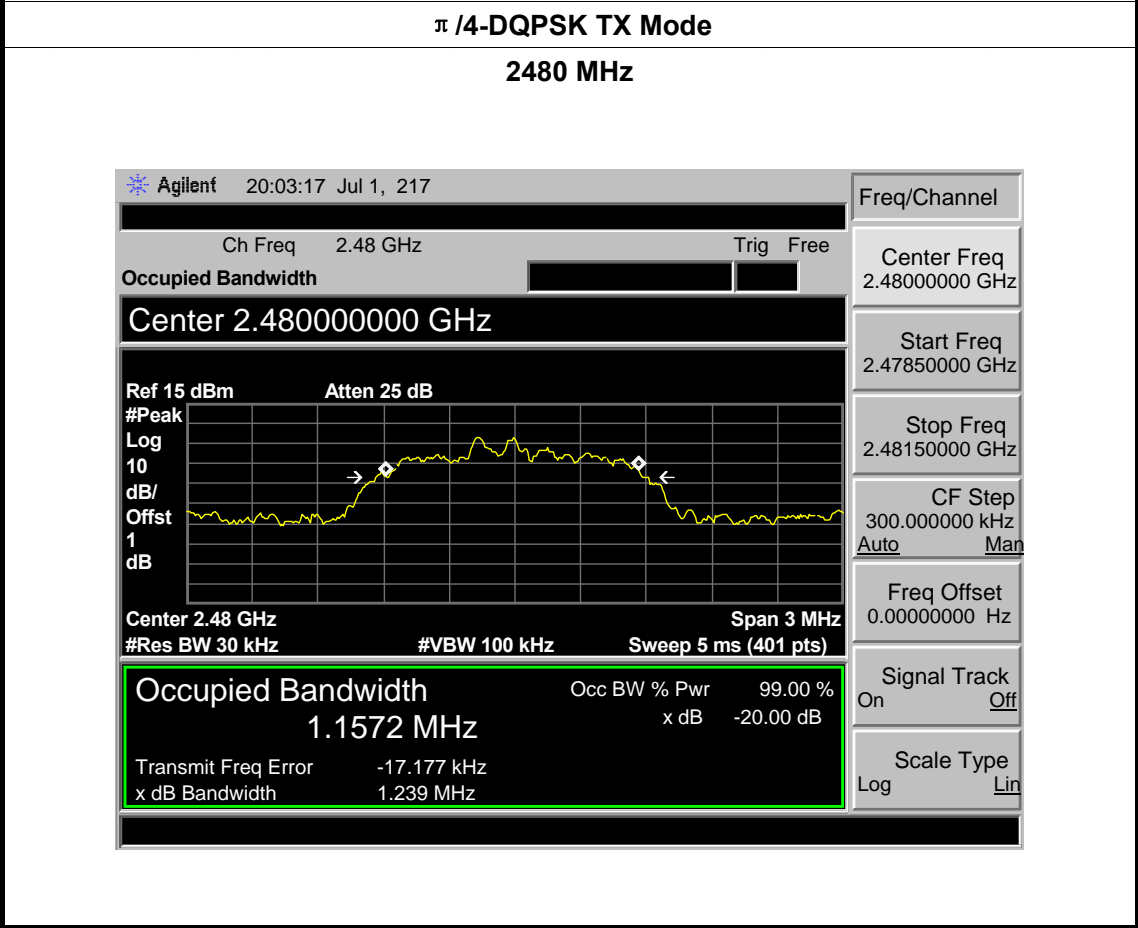 π /4-DQPSK TX Mode
2480 MHz
Agilent 20:03:17 Jul 1, 217
Freq/Channel
Ch Freq 2.48 GHz Trig Free
Occupied Bandwidth
Center 2.480000000 GHz
Center Freq
2.48000000 GHz
Start Freq
2.47850000 GHz
Stop Freq
2.48150000 GHz
CF Step
300.000000 kHz
Auto Man
Freq Offset
0.00000000 Hz
Signal Track
On Off
Scale Type
Log Lin
Ref 15 dBm Atten 25 dB
#Peak
Log
10
dB/
Offst
1
dB
Center 2.48 GHz Span 3 MHz
#Res BW 30 kHz #VBW 100 kHz Sweep 5 ms (401 pts)
Occupied Bandwidth Occ BW % Pwr 99.00 %
1.1572 MHz x dB -20.00 dB
Transmit Freq Error -17.177 kHz
x dB Bandwidth 1.239 MHz